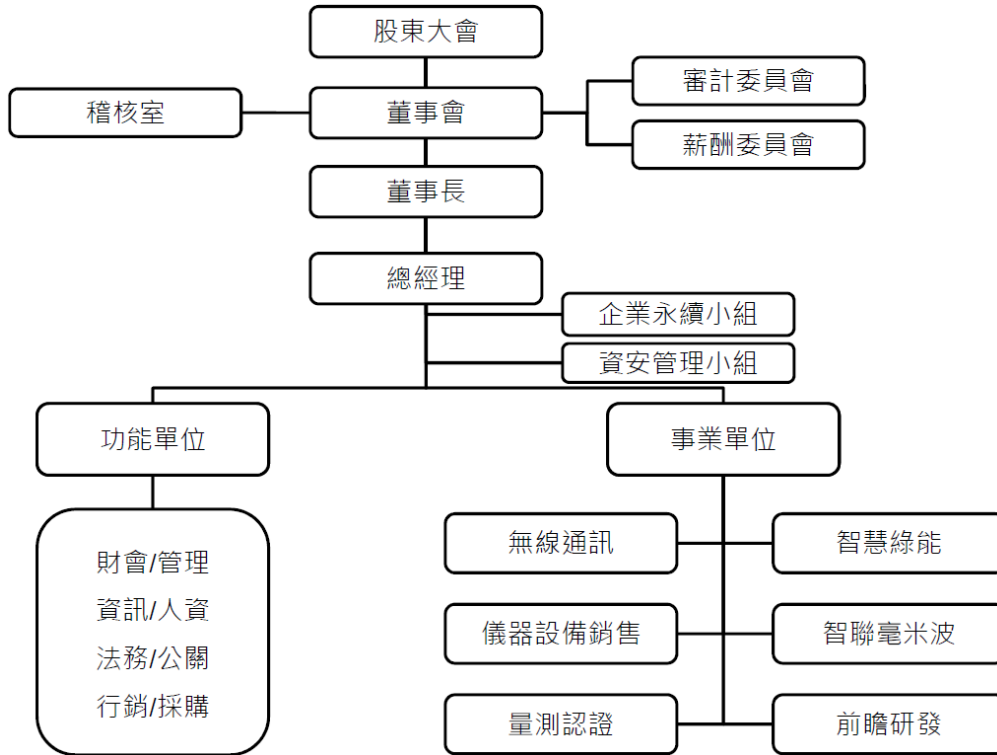 股東大會
審計委員會
稽核室
董事會
薪酬委員會
董事長
總經理
企業永續小組
資安管理小組
功能單位
事業單位
財會/管理
資訊/人資
法務/公關
行銷/採購
無線通訊
智慧綠能
儀器設備銷售
智聯毫米波
量測認證
前瞻研發